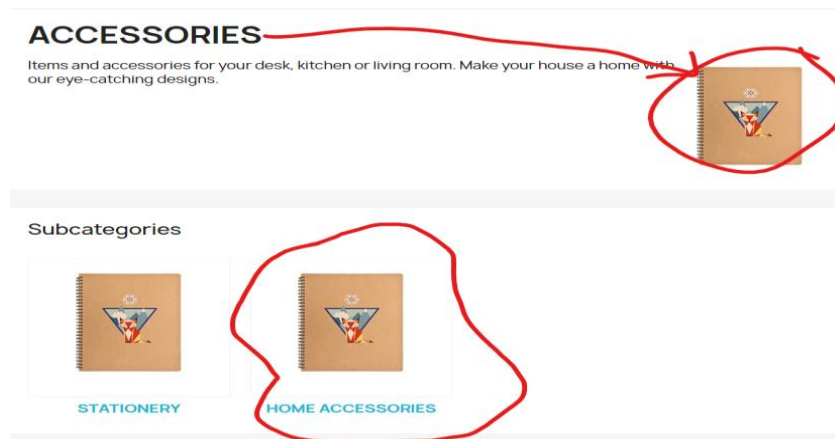 ACCESSORIES
Items and accessories for your desk, kitchen or living room. Make your house a home with
our eye-catching designs.
Subcategories
STATIONERY
HOME ACCESSORIES